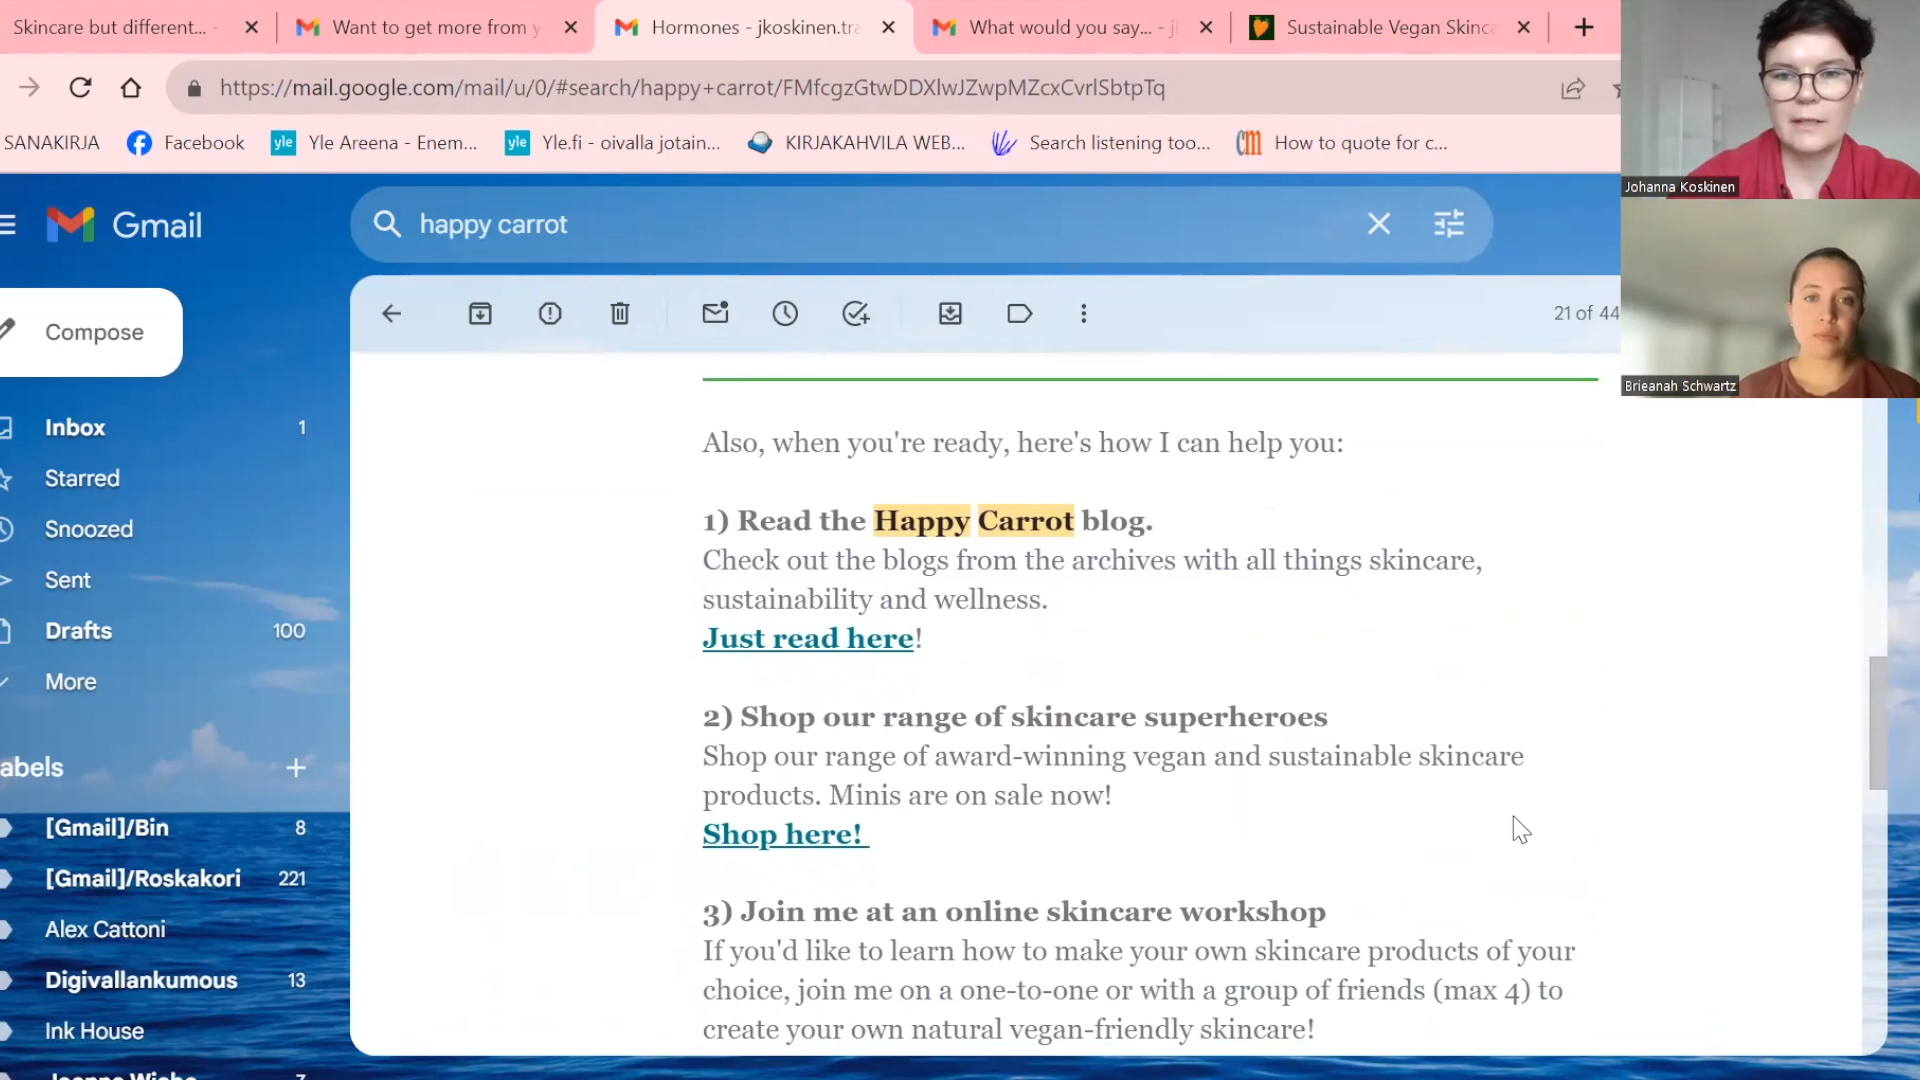 Skincare but different... -
Want to get more from y
Hormones - jkoskinen.tra
What would you say... - j
Sustainable Vegan Skinca
https://mail.google.com/mail/u/0/#search/happy+carrot/FMfcgzGtwDDXlwJZwpMZcxCvrlSbtpTq
SANAKIRJA
Facebook
yle
Yle Areena - Enem...
yle
Yle.fi - oivalla jotain...
KIRJAKAHVILA WEB...
Search listening too...
How to quote for c...
Johanna Koskinen
Brieanah Schwartz
Gmail
happy carrot
Compose
21 of 44
Inbox 1
Starred
Snoozed
Sent
Drafts 100
More
abels
[Gmail]/Bin 8
[Gmail]/Roskakori 221
Alex Cattoni
Digivallankumous 13
Ink House
Also, when you're ready, here's how I can help you:
1) Read the Happy Carrot blog.
Check out the blogs from the archives with all things skincare,
sustainability and wellness.
Just read here!
2) Shop our range of skincare superheroes
Shop our range of award-winning vegan and sustainable skincare
products. Minis are on sale now!
Shop here!
3) Join me at an online skincare workshop
If you'd like to learn how to make your own skincare products of your
choice, join me on a one-to-one or with a group of friends (max 4) to
create your own natural vegan-friendly skincare!